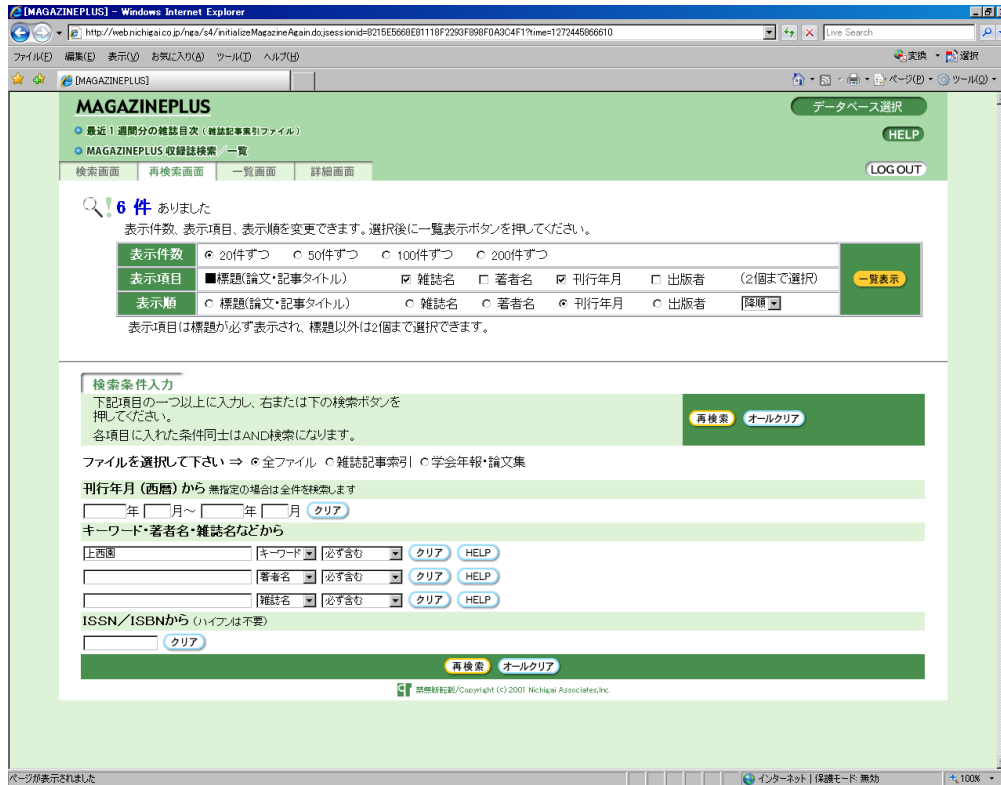 [MAGAZINEPLUS] - Windows Internet Explorer
http://web.nichigai.co.jp/nga/s4/initializeMagazineAgain.do;jsessionid=8215E5668E81118F2293F898F0A3C4F1?time=1272445866610
Live Search
ファイル(F) 編集(E) 表示(V) お気に入り(A) ツール(T) ヘルプ(H)
変換 選択
[MAGAZINEPLUS]
ページ(P) ツール(O)
MAGAZINEPLUS
データベース選択
最近1週間分の雑誌目次(雑誌記事索引ファイル)
HELP
MAGAZINEPLUS 収録誌検索/一覧
検索画面 再検索画面 一覧画面 詳細画面
LOGOUT
6 件 ありました
表示件数、表示項目、表示順を変更できます。選択後に一覧表示ボタンを押してください。
表示件数 20件ずつ 50件ずつ 100件ずつ 200件ずつ
表示項目 ■標題(論文・記事タイトル) 雑誌名 著者名 刊行年月 出版者 (2個まで選択)
一覧表示
表示順 標題(論文・記事タイトル) 雑誌名 著者名 刊行年月 出版者 降順
表示項目は標題が必ず表示され、標題以外は2個まで選択できます。
検索条件入力
下記項目の一つ以上に入力し、右または下の検索ボタンを
押してください。
各項目に入れた条件同士はAND検索になります。
再検索 オールクリア
ファイルを選択して下さい ⇒ 全ファイル 雑誌記事索引 学会年報・論文集
刊行年月(西暦)から 無指定の場合は全件を検索します
年 月~ 年 月 クリア
キーワード・著者名・雑誌名などから
上西園 キーワード 必ず含む クリア HELP
著者名 必ず含む クリア HELP
雑誌名 必ず含む クリア HELP
ISSN/ISBNから(ハイフンは不要)
クリア
再検索 オールクリア
禁無断転載/Copyright (c) 2001 Nichigai Associates,Inc.
ページが表示されました
インターネット | 保護モード: 無効
100%